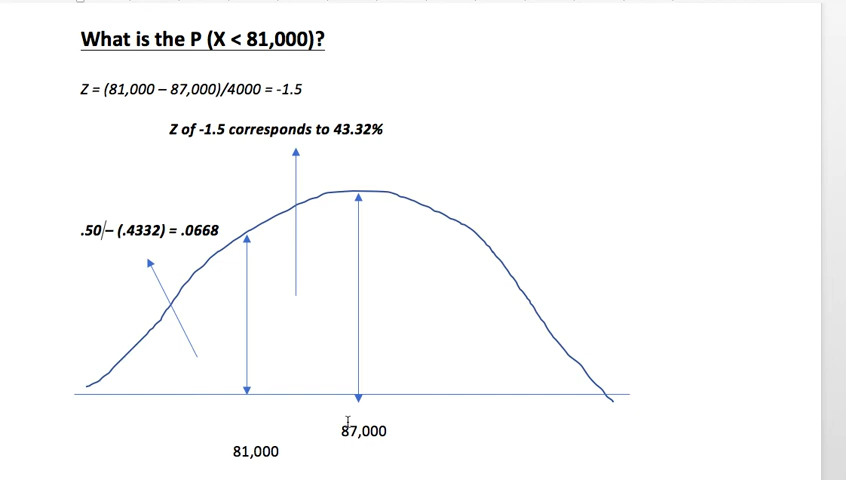 What is the P (X < 81,000)?
Z = (81,000 – 87,000)/4000 = -1.5
Z of -1.5 corresponds to 43.32%
.50 – (.4332) = .0668
87,000
81,000